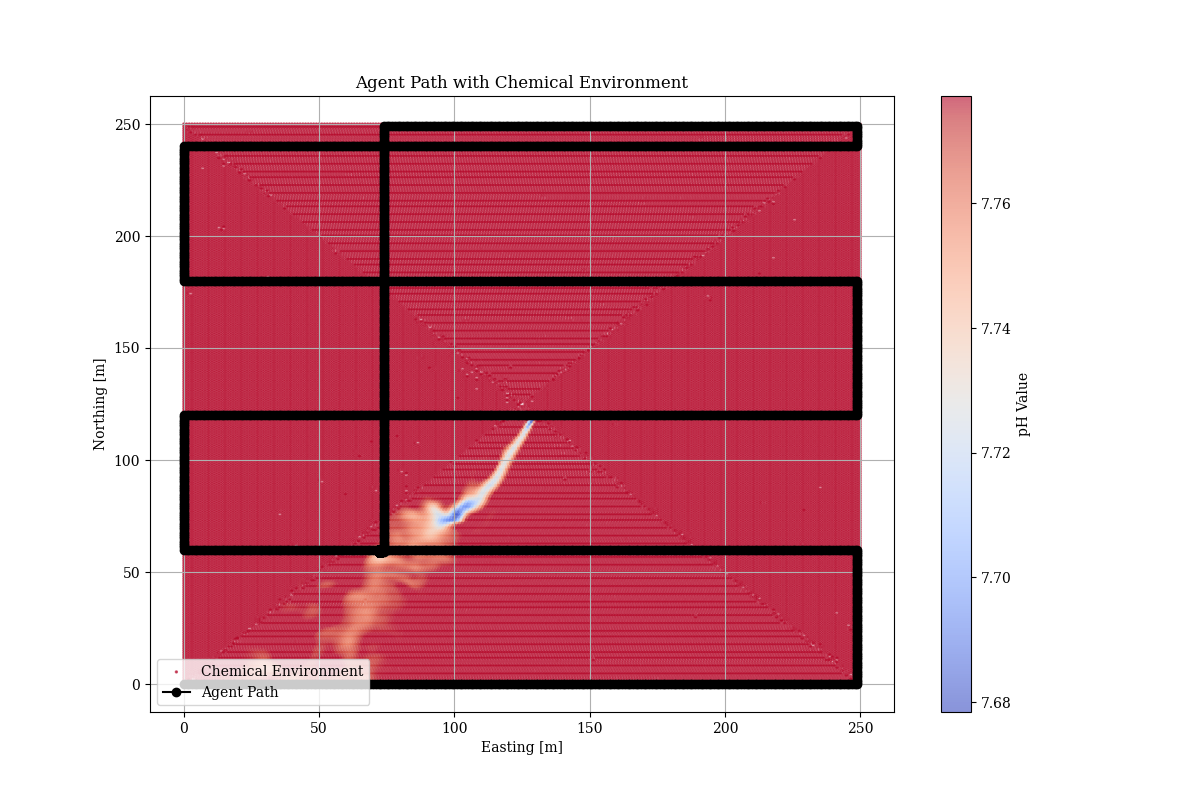 Agent Path with Chemical Environment
250
200
150
100
50
0
Northing [m]
Chemical Environment
Agent Path
0
50
100
150
200
250
Easting [m]
7.76
7.74
7.72
7.70
7.68
pH Value